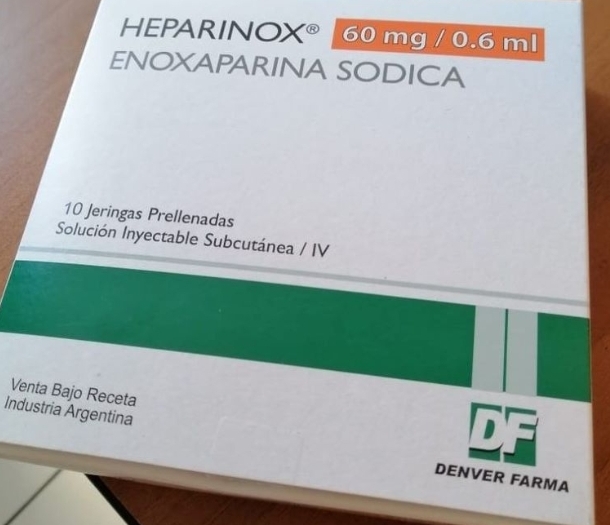 HEPARINOX® 60 mg / 0.6 ml
ENOXAPARINA SODICA
10 Jeringas Prellenadas
Solución Inyectable Subcutánea / IV
Venta Bajo Receta
Industria Argentina
DF
DENVER FARMA